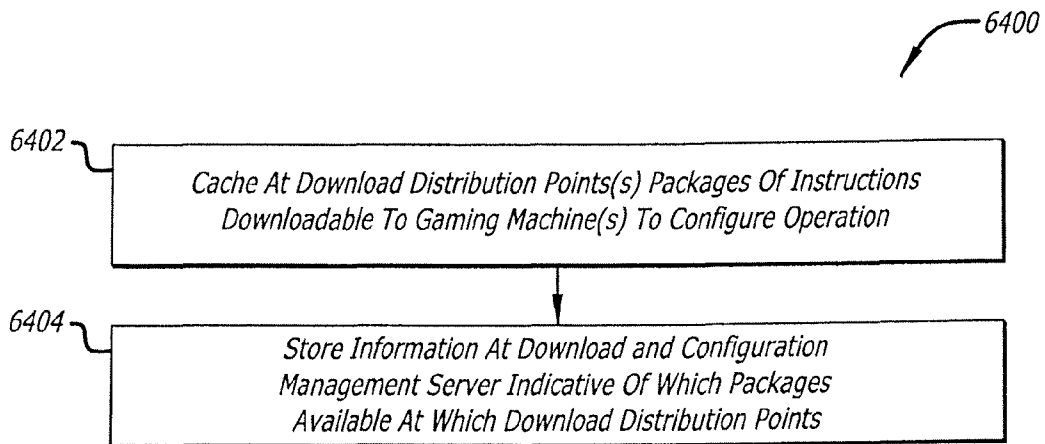 6400
6402
Cache At Download Distribution Points(s) Packages Of Instructions
Downloadable To Gaming Machine(s) To Configure Operation
6404
Store Information At Download and Configuration
Management Server Indicative Of Which Packages
Available At Which Download Distribution Points